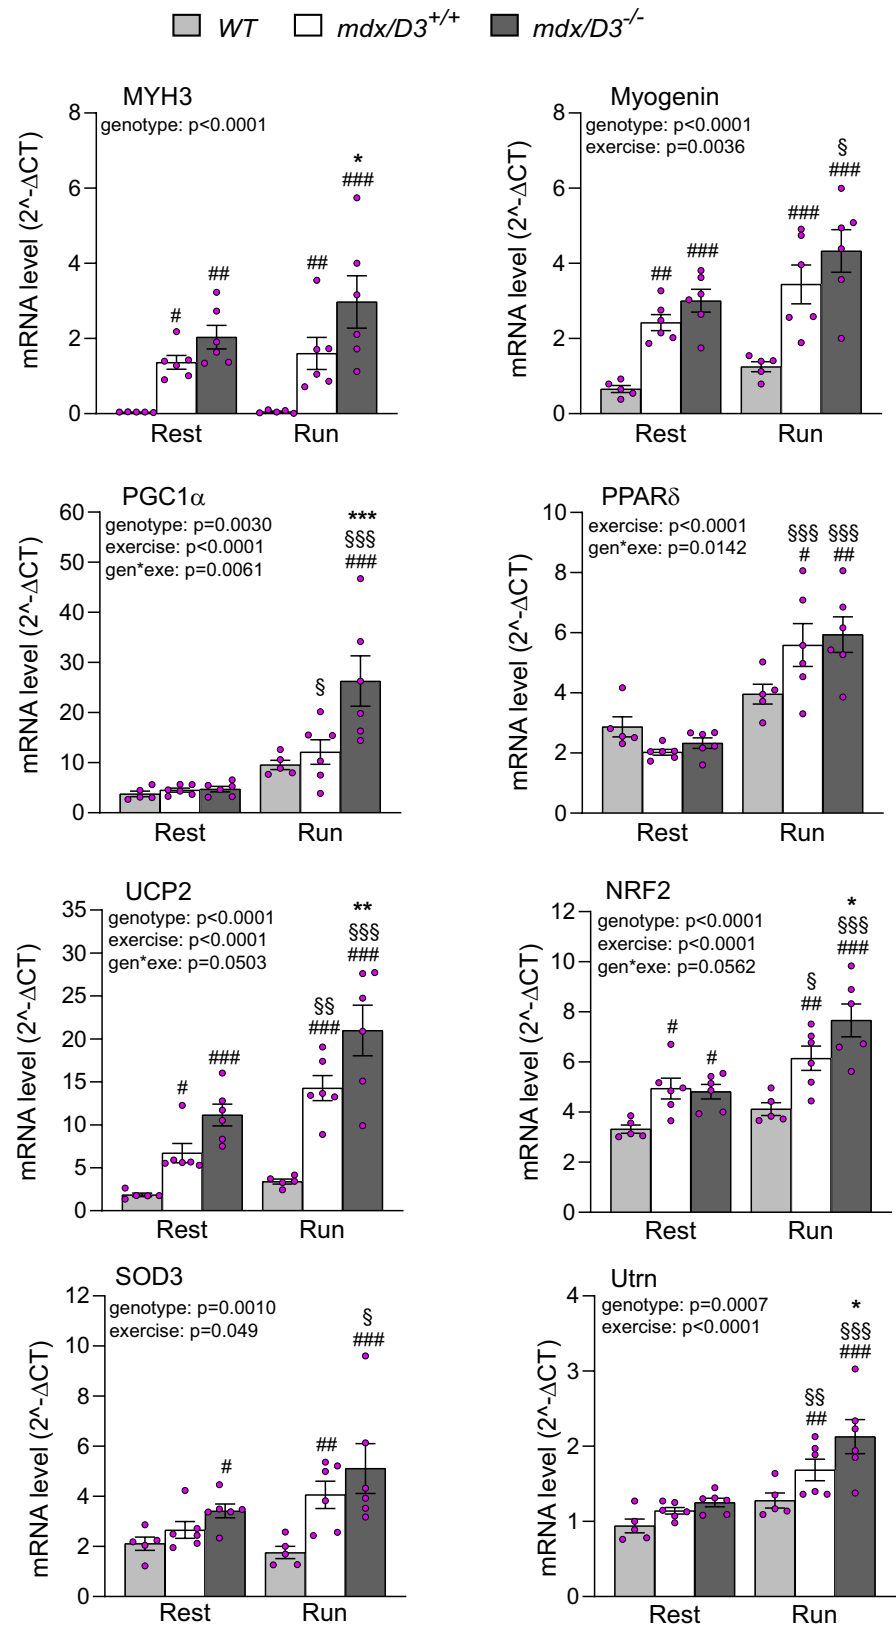 WT mdx/D3+/+ mdx/D3-/-
MYH3
genotype: p<0.0001
mRNA level (2^-ΔCT)
8
6
4
2
0
#
##
##
*
###
Rest Run
Myogenin
genotype: p<0.0001
exercise: p=0.0036
mRNA level (2^-ΔCT)
8
6
4
2
0
##
###
###
§
###
Rest Run
PGC1α
genotype: p=0.0030
exercise: p<0.0001
gen*exe: p=0.0061
mRNA level (2^-ΔCT)
60
50
40
30
20
10
0
§
***
§§§
###
Rest Run
PPARδ
exercise: p<0.0001
gen*exe: p=0.0142
mRNA level (2^-ΔCT)
10
8
6
4
2
0
§§§
#
§§§
##
Rest Run
UCP2
genotype: p<0.0001
exercise: p<0.0001
gen*exe: p=0.0503
mRNA level (2^-ΔCT)
35
30
25
20
15
10
5
0
#
###
§§
###
**
§§§
###
Rest Run
NRF2
genotype: p<0.0001
exercise: p<0.0001
gen*exe: p=0.0562
mRNA level (2^-ΔCT)
12
10
8
6
4
2
0
#
#
§
##
*
§§§
###
Rest Run
SOD3
genotype: p=0.0010
exercise: p=0.049
mRNA level (2^-ΔCT)
12
10
8
6
4
2
0
#
##
§
###
Rest Run
Utrn
genotype: p=0.0007
exercise: p<0.0001
mRNA level (2^-ΔCT)
4
3
2
1
0
§§
##
*
§§§
###
Rest Run